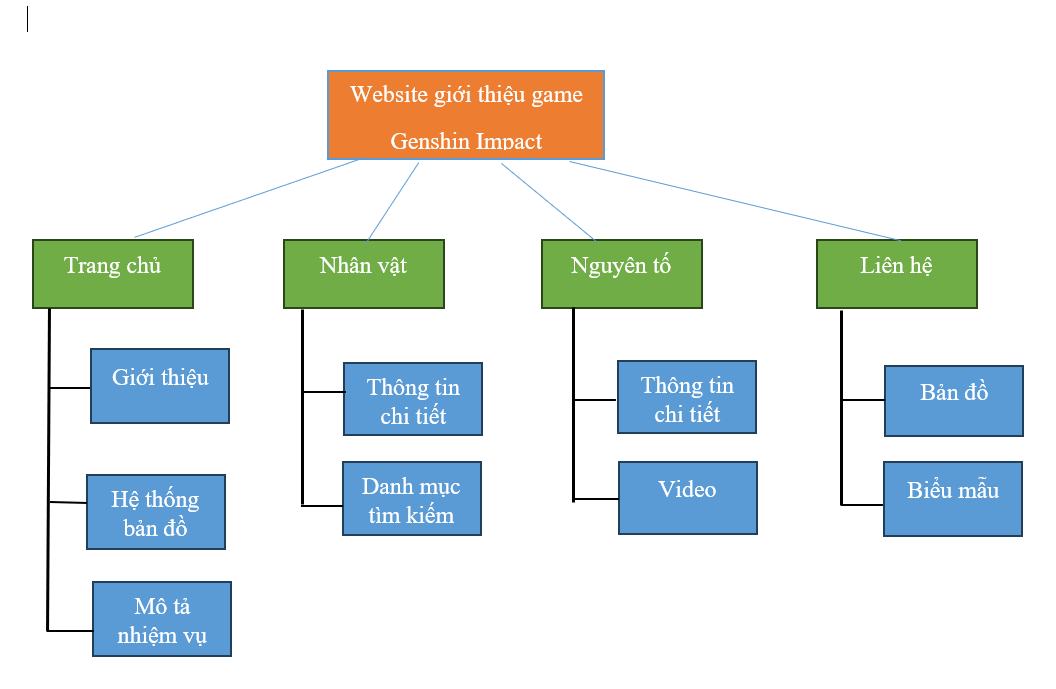 Website giới thiệu game
Genshin Impact
Trang chủ
Nhân vật
Nguyên tố
Liên hệ
Giới thiệu
Hệ thống
bản đồ
Mô tả
nhiệm vụ
Thông tin
chi tiết
Danh mục
tìm kiếm
Thông tin
chi tiết
Video
Bản đồ
Biểu mẫu